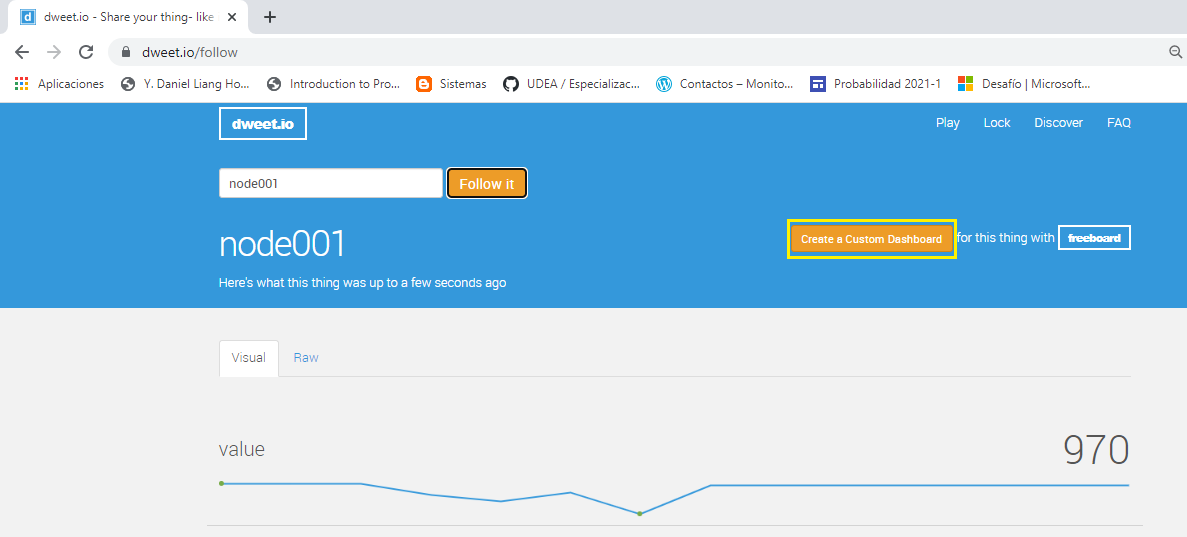 dweet.io - Share your thing- like
dweet.io/follow
Aplicaciones
Y. Daniel Liang Ho...
Introduction to Pro...
Sistemas
UDEA / Especializac...
Contactos – Monito...
Probabilidad 2021-1
Desafío | Microsoft...
dweet.io
Play
Lock
Discover
FAQ
node001
Follow it
node001
Create a Custom Dashboard for this thing with freeboard
Here's what this thing was up to a few seconds ago
Visual
Raw
value
970